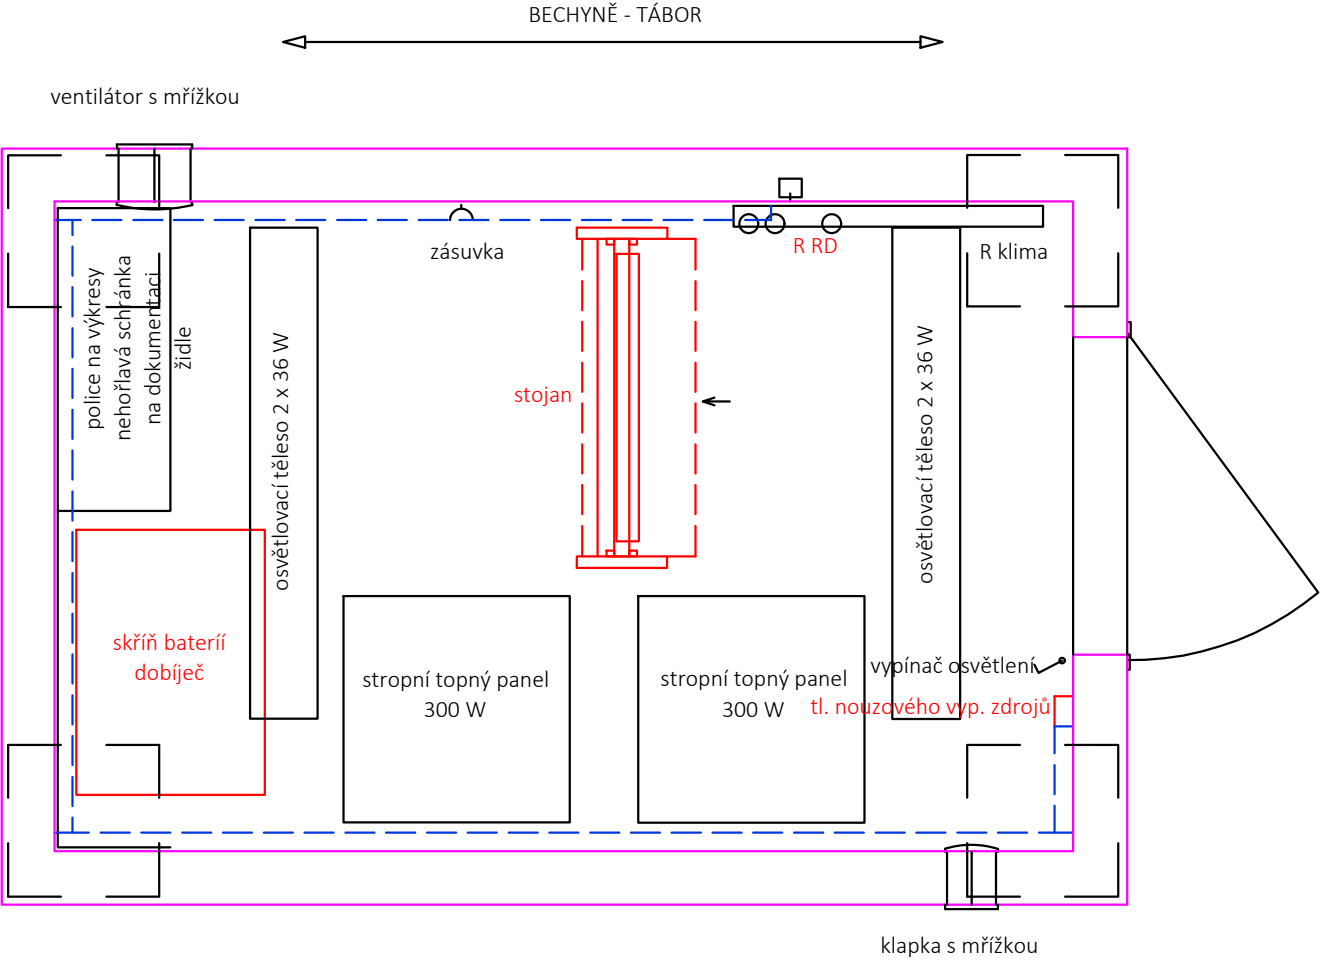 BECHYNĚ - TÁBOR
ventilátor s mřížkou
zásuvka
R RD
R klima
police na výkresy
nehořlavá schránka
na dokumentaci
židle
osvětlovací těleso 2 x 36 W
stojan
osvětlovací těleso 2 x 36 W
skříň bateríí
dobíječ
stropní topný panel
300 W
stropní topný panel
300 W
vypínač osvětlení
tl. nouzového vyp. zdrojů
klapka s mřížkou